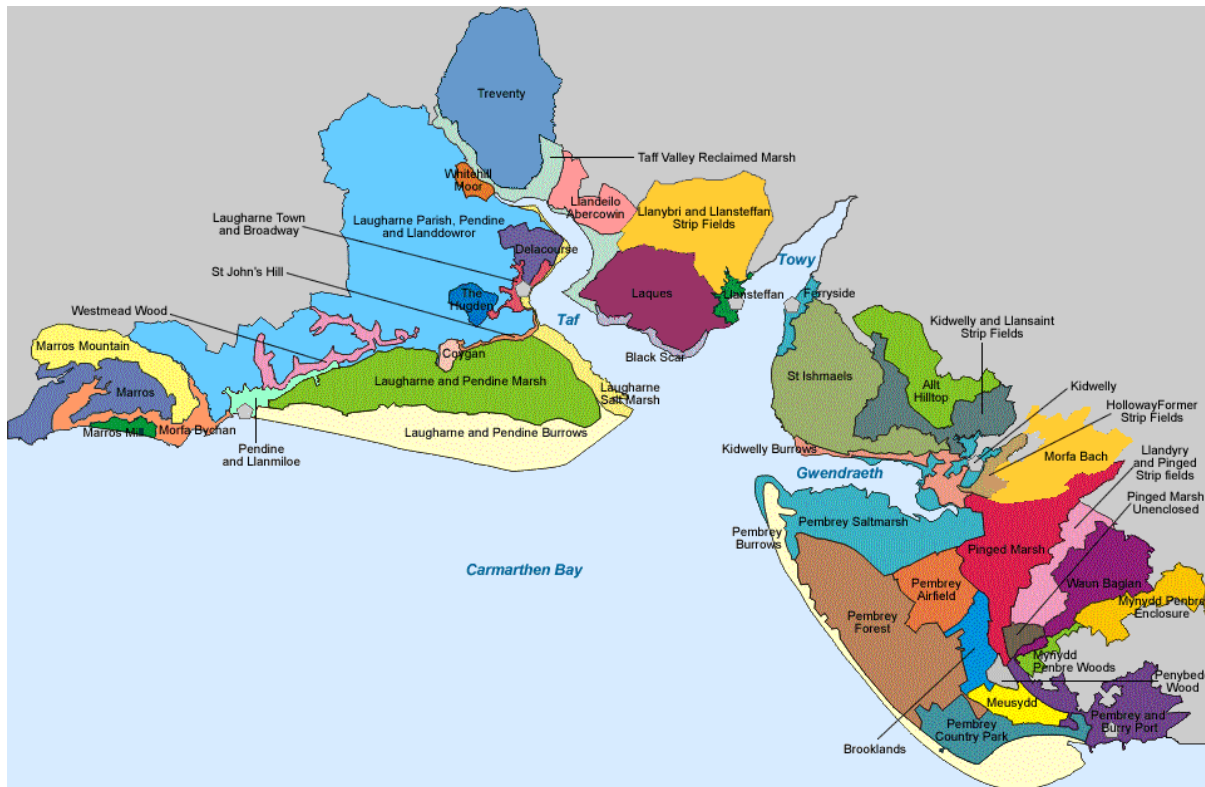 Treventy
Taff Valley Reclaimed Marsh
Whitehill
Moor
Llandeilo
Abercowin
Llanybri and Llansteffan
Strip Fields
Laugharne Town
and Broadway
Laugharne Parish, Pendine
and Llanddowror
Delacourse
St John's Hill
Towy
The
Hugden
Laques
Llansteffan
Ferryside
Westmead Wood
Taf
Kidwelly and Llansaint
Strip Fields
Marros Mountain
Coygan
Black Scar
St Ishmaels
Allt
Hilltop
Kidwelly
Marros
Laugharne and Pendine Marsh
Laugharne
Salt Marsh
HollowayFormer
Strip Fields
Marros Mill
Morfa Bychan
Laugharne and Pendine Burrows
Pendine
and Llanmiloe
Kidwelly Burrows
Morfa Bach
Llandyry
and Pinged
Strip fields
Gwendraeth
Pinged Marsh
Unenclosed
Pembrey Saltmarsh
Pembrey
Burrows
Pinged Marsh
Carmarthen Bay
Pembrey
Airfield
Waun Bagian
Mynydd Penbre
Enclosure
Pembrey
Forest
Mynydd
Penbre Woods
Penybedd
Wood
Meusydd
Pembrey
Country Park
Pembrey and
Burry Port
Brooklands